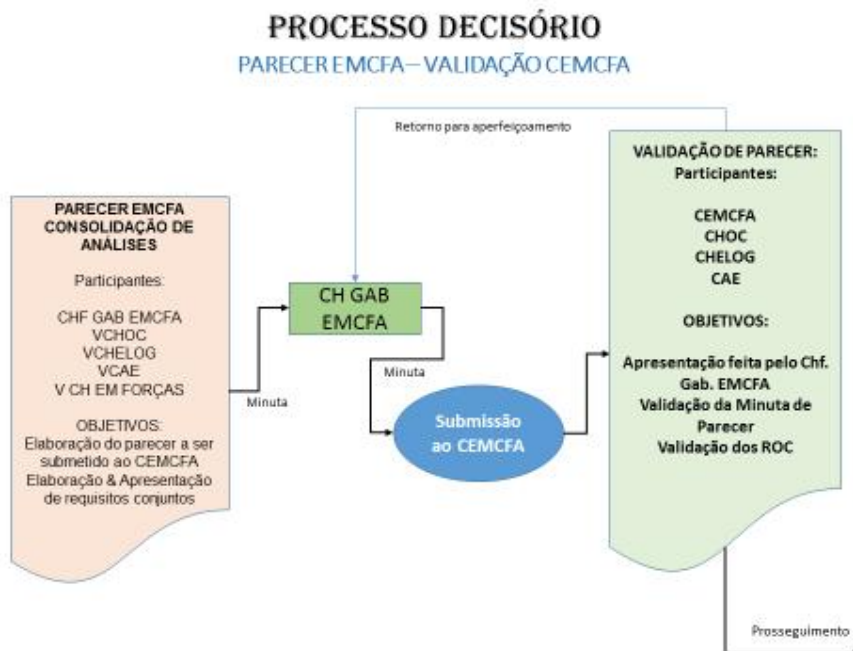 PROCESSO DECISÓRIO
PARECER EMCFA – VALIDAÇÃO CEMCFA
Retorno para aperfeiçoamento
PARECER EMCFA
CONSOLIDAÇÃO DE
ANÁLISES
Participantes:
CHF GAB EMCFA
VCHOC
VCHELOG
VCAE
V CH EM FORÇAS
OBJETIVOS:
Elaboração do parecer a ser
submetido ao CEMCFA
Elaboração & Apresentação
de requisitos conjuntos
Minuta
CH GAB
EMCFA
Minuta
Submissão
ao CEMCFA
VALIDAÇÃO DE PARECER:
Participantes:
CEMCFA
CHOC
CHELOG
CAE
OBJETIVOS:
Apresentação feita pelo Chf.
Gab. EMCFA
Validação da Minuta de
Parecer
Validação dos ROC
Prosseguimento